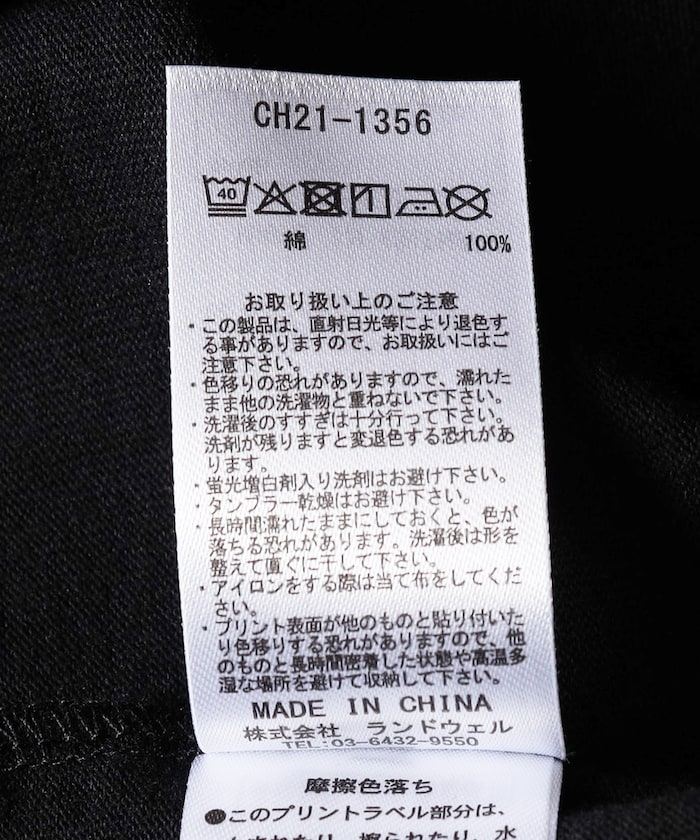 CH21-1356
40
綿 100%
お取り扱い上のご注意
・この製品は、直射日光等により退色す
る事がありますので、お取扱いにはご
注意下さい。
・色移りの恐れがありますので、濡れた
まま他の洗濯物と重ねないで下さい。
・洗濯後のすすぎは十分行って下さい。
洗剤が残りますと変退色する恐れがあ
ります。
・蛍光増白剤入り洗剤はお避け下さい。
・タンブラー乾燥はお避け下さい。
・長時間濡れたままにしておくと、色が
落ちる恐れがあります。洗濯後は形を
整えて直ぐに干して下さい。
・アイロンをする際は当て布をしてくだ
さい。
・プリント表面が他のものと貼り付いた
り色移りする恐れがありますので、他
のものと長時間密着した状態や高温多
湿な場所を避けて収納して下さい。
MADE IN CHINA
株式会社 ランドウェル
TEL:03-6432-9550
摩擦色落ち
●このプリントラベル部分は、